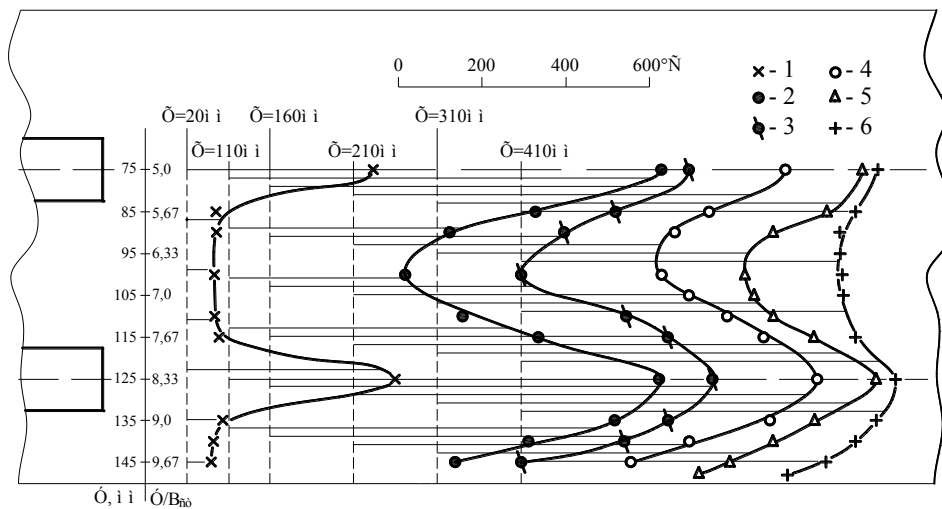 0 200 400 600°Ñ
× - 1 ○ - 4
● - 2 △ - 5
● - 3 + - 6
Õ=20ì ì Õ=160ì ì Õ=310ì ì
Õ=110ì ì Õ=210ì ì Õ=410ì ì
75 5,0
85 5,67
95 6,33
105 7,0
115 7,67
125 8,33
135 9,0
145 9,67
Ó, ì ì Ó/Bñò